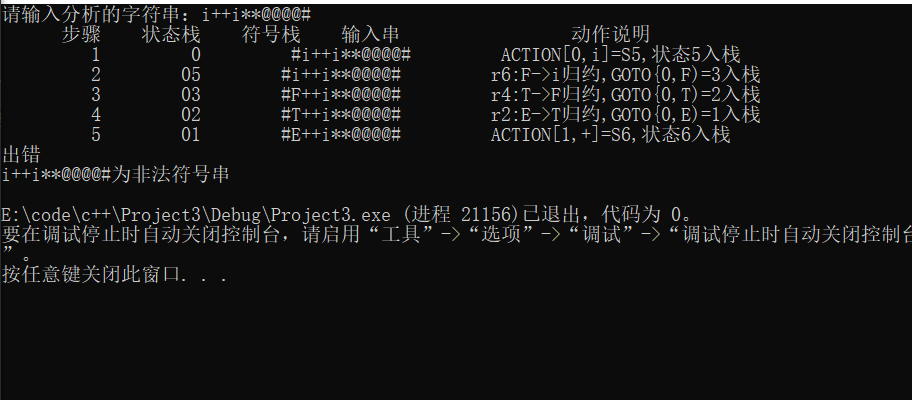 请输入分析的字符串：i++i**@@@@#
步骤 状态栈 符号栈 输入串 动作说明
1 0 #i++i**@@@@# ACTION[0,i]=S5,状态5入栈
2 05 #i++i**@@@@# r6:F->i归约,GOTO{0,F)=3入栈
3 03 #F++i**@@@@# r4:T->F归约,GOTO{0,T)=2入栈
4 02 #T++i**@@@@# r2:E->T归约,GOTO{0,E)=1入栈
5 01 #E++i**@@@@# ACTION[1,+]=S6,状态6入栈
出错
i++i**@@@@#为非法符号串
E:\code\c++\Project3\Debug\Project3.exe (进程 21156)已退出，代码为 0。
要在调试停止时自动关闭控制台，请启用“工具”->“选项”->“调试”->“调试停止时自动关闭控制台
”。
按任意键关闭此窗口. . .